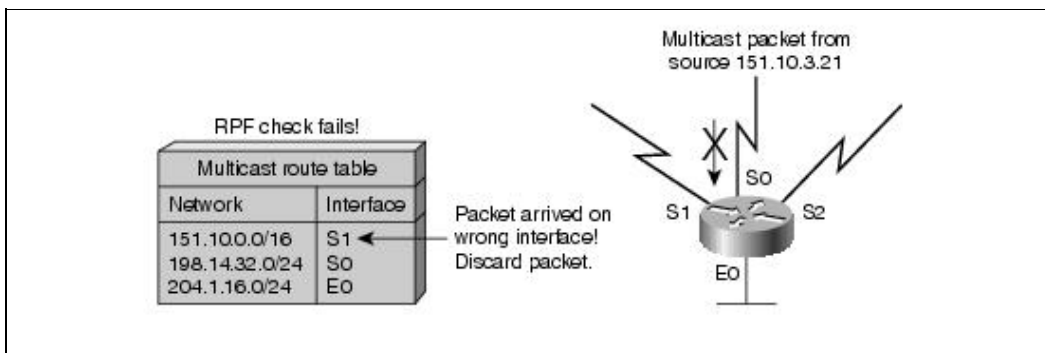 RPF check fails!
Multicast route table
Network Interface
151.10.0.0/16 S1
198.14.32.0/24 S0
204.1.16.0/24 E0
Packet arrived on
wrong interface!
Discard packet.
Multicast packet from
source 151.10.3.21
S0
S1
S2
E0